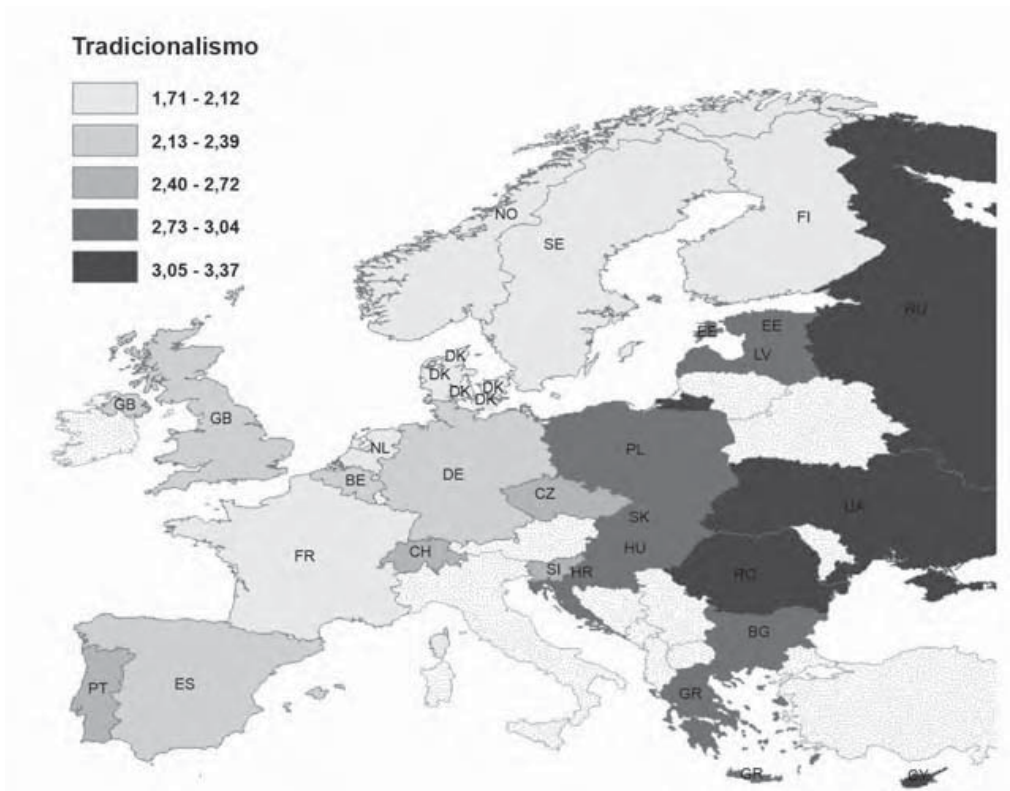 Tradicionalismo
1,71 - 2,12
2,13 - 2,39
2,40 - 2,72
2,73 - 3,04
3,05 - 3,37
NO
SE
FI
RU
EE
EE
LV
DK
DK
DK
DK
DK
GB
GB
NL
BE
DE
PL
CZ
SK
UA
FR
CH
HU
SI
HR
RO
BG
PT
ES
GR
GR
CY